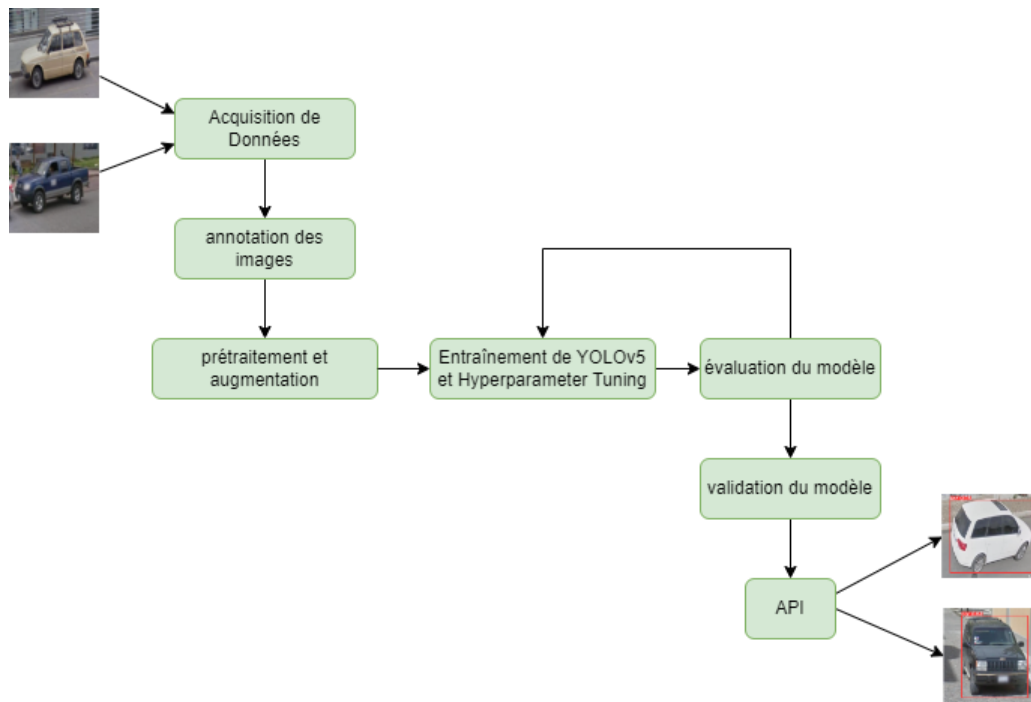 Acquisition de
Données
annotation des
images
prétraitement et
augmentation
Entraînement de YOLOv5
et Hyperparameter Tuning
évaluation du modèle
validation du modèle
API